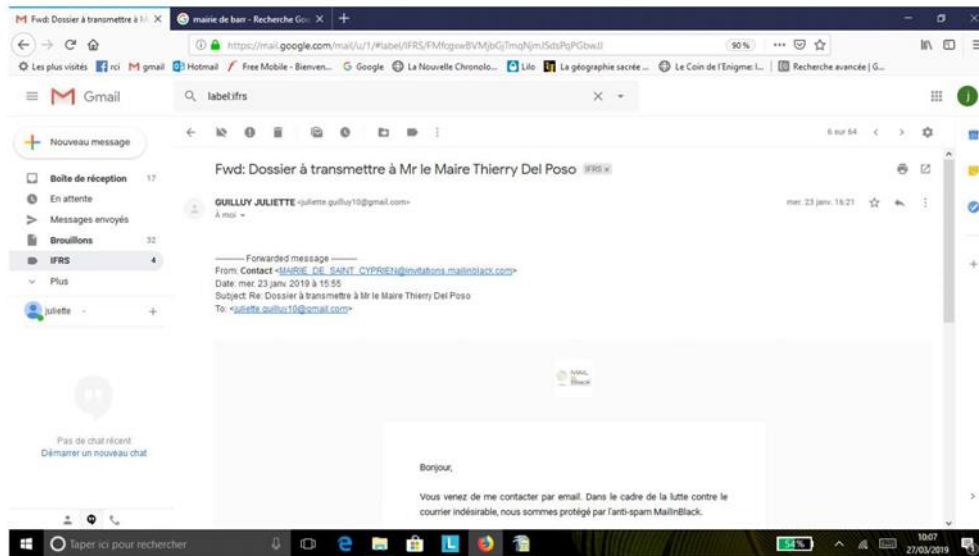 Fwd: Dossier à transmettre à M
mairie de barr - Recherche Goo
https://mail.google.com/mail/u/1/#label/IFRS/
90 %
Les plus visités rci gmail Hotmail Free Mobile - Bienven... Google La Nouvelle Chronolo... Lilo La géographie sacrée ... Le Coin de l'Enigme: I... Recherche avancée | G...
Gmail
label:ifrs
Nouveau message
6 sur 64
Fwd: Dossier à transmettre à Mr le Maire Thierry Del Poso IFRS x
Boîte de réception 17
En attente
Messages envoyés
Brouillons 32
IFRS 4
Plus
juliette
GUILLUY JULIETTE <juliette.guilluy10@gmail.com>
mer. 23 janv. 16:21
À moi
---------- Forwarded message ----------
From: Contact <MAIRIE_DE_SAINT_CYPRIEN@invitations.mailinblack.com>
Date: mer. 23 janv. 2019 à 15:55
Subject: Re: Dossier à transmettre à Mr le Maire Thierry Del Poso
To: <juliette.guilluy10@gmail.com>
MAIL
IN
BLACK
Bonjour,
Vous venez de me contacter par email. Dans le cadre de la lutte contre le
courrier indésirable, nous sommes protégé par l'anti-spam MailInBlack.
Pas de chat récent
Démarrer un nouveau chat
Taper ici pour rechercher
54%
10:07
27/03/2019